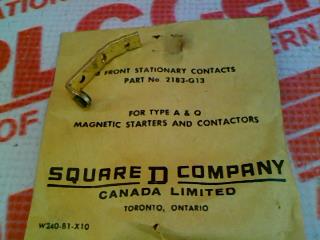 FRONT STATIONARY CONTACTS
PART No. 2183-G13
FOR TYPE A & Q
MAGNETIC STARTERS AND CONTACTORS
SQUARE D COMPANY
CANADA LIMITED
TORONTO, ONTARIO
W240-B1-X10